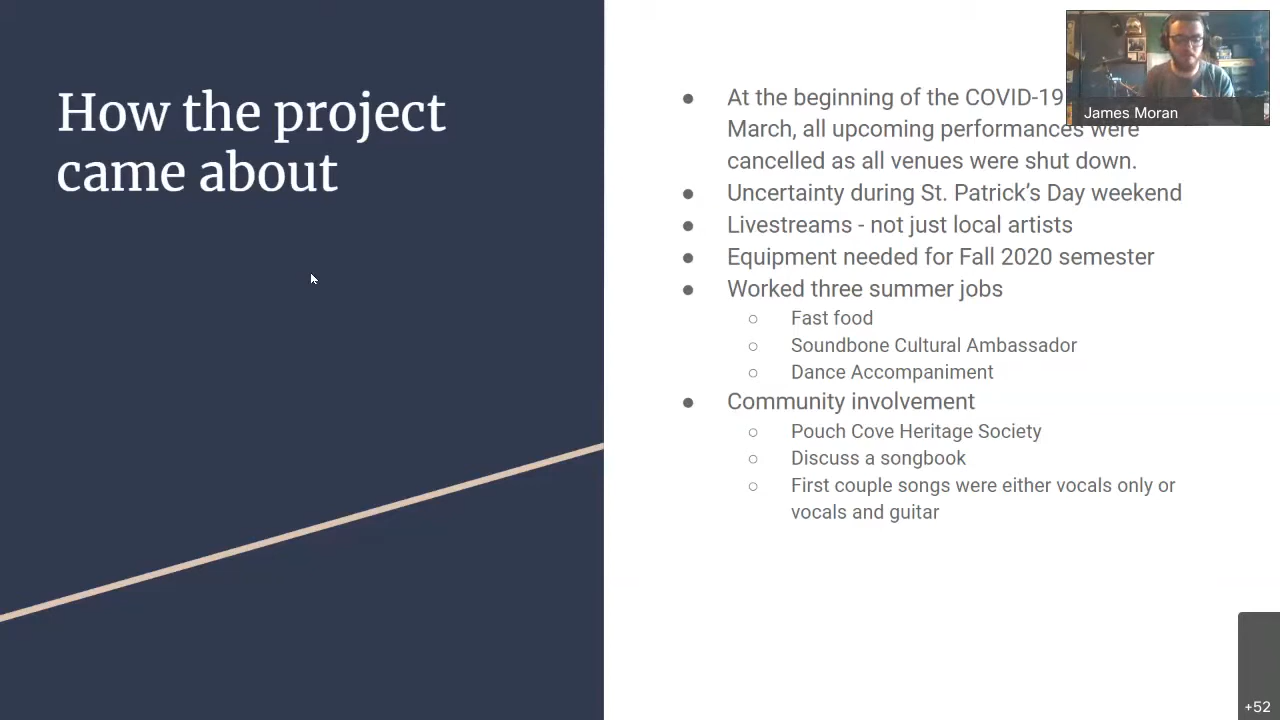 How the project
came about
● At the beginning of the COVID-19
March, all upcoming performances were
cancelled as all venues were shut down.
● Uncertainty during St. Patrick’s Day weekend
● Livestreams - not just local artists
● Equipment needed for Fall 2020 semester
● Worked three summer jobs
○ Fast food
○ Soundbone Cultural Ambassador
○ Dance Accompaniment
● Community involvement
○ Pouch Cove Heritage Society
○ Discuss a songbook
○ First couple songs were either vocals only or
vocals and guitar
James Moran
+52